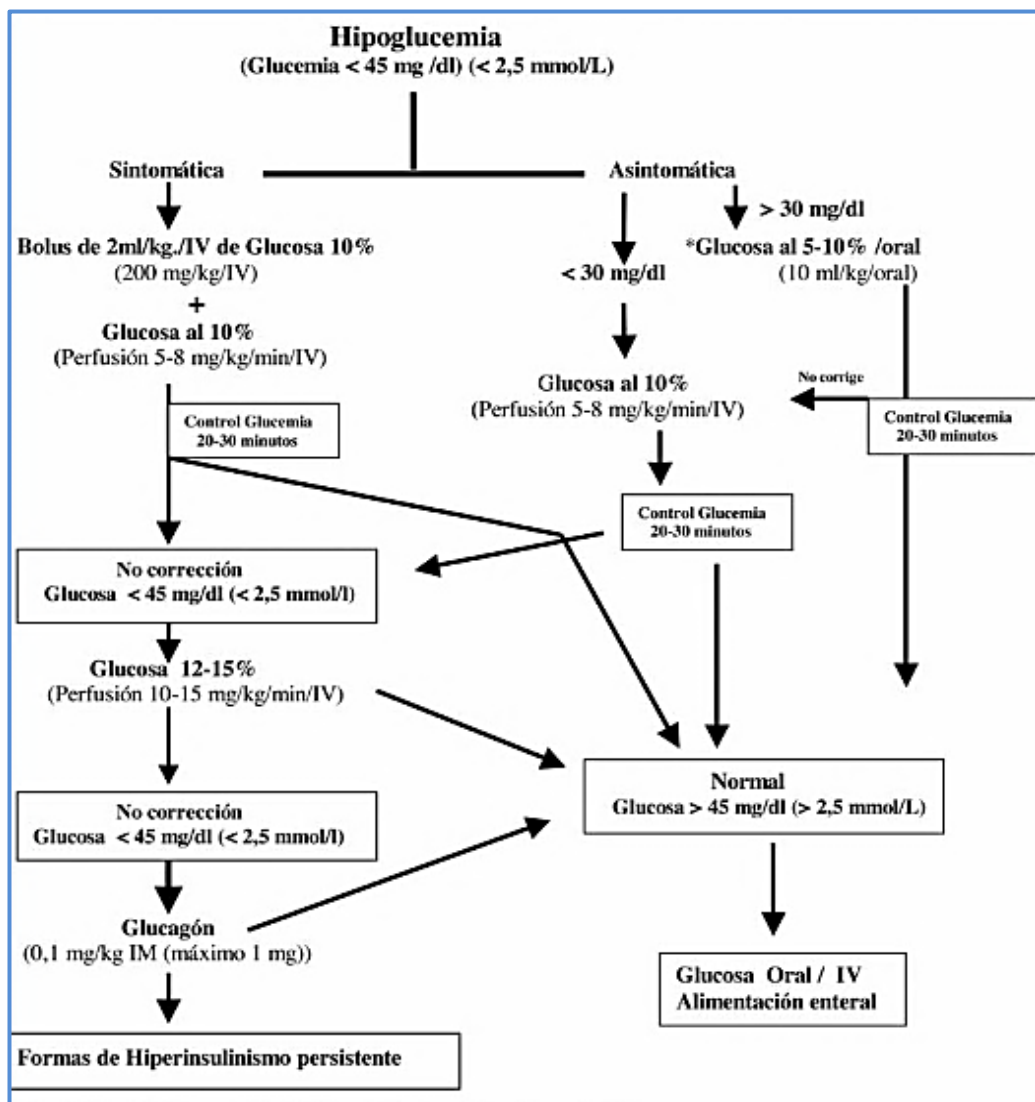 Hipoglucemia
(Glucemia < 45 mg /dl) (< 2,5 mmol/L)
Sintomática
Asintomática
> 30 mg/dl
Bolus de 2ml/kg./IV de Glucosa 10%
(200 mg/kg/IV)
*Glucosa al 5-10% /oral
(10 ml/kg/oral)
< 30 mg/dl
+
Glucosa al 10%
(Perfusión 5-8 mg/kg/min/IV)
Glucosa al 10%
(Perfusión 5-8 mg/kg/min/IV)
No corrige
Control Glucemia
20-30 minutos
Control Glucemia
20-30 minutos
Control Glucemia
20-30 minutos
No corrección
Glucosa < 45 mg/dl (< 2,5 mmol/l)
Glucosa 12-15%
(Perfusión 10-15 mg/kg/min/IV)
Normal
Glucosa > 45 mg/dl (> 2,5 mmol/L)
No corrección
Glucosa < 45 mg/dl (< 2,5 mmol/l)
Glucagón
(0,1 mg/kg IM (máximo 1 mg))
Glucosa Oral / IV
Alimentación enteral
Formas de Hiperinsulinismo persistente